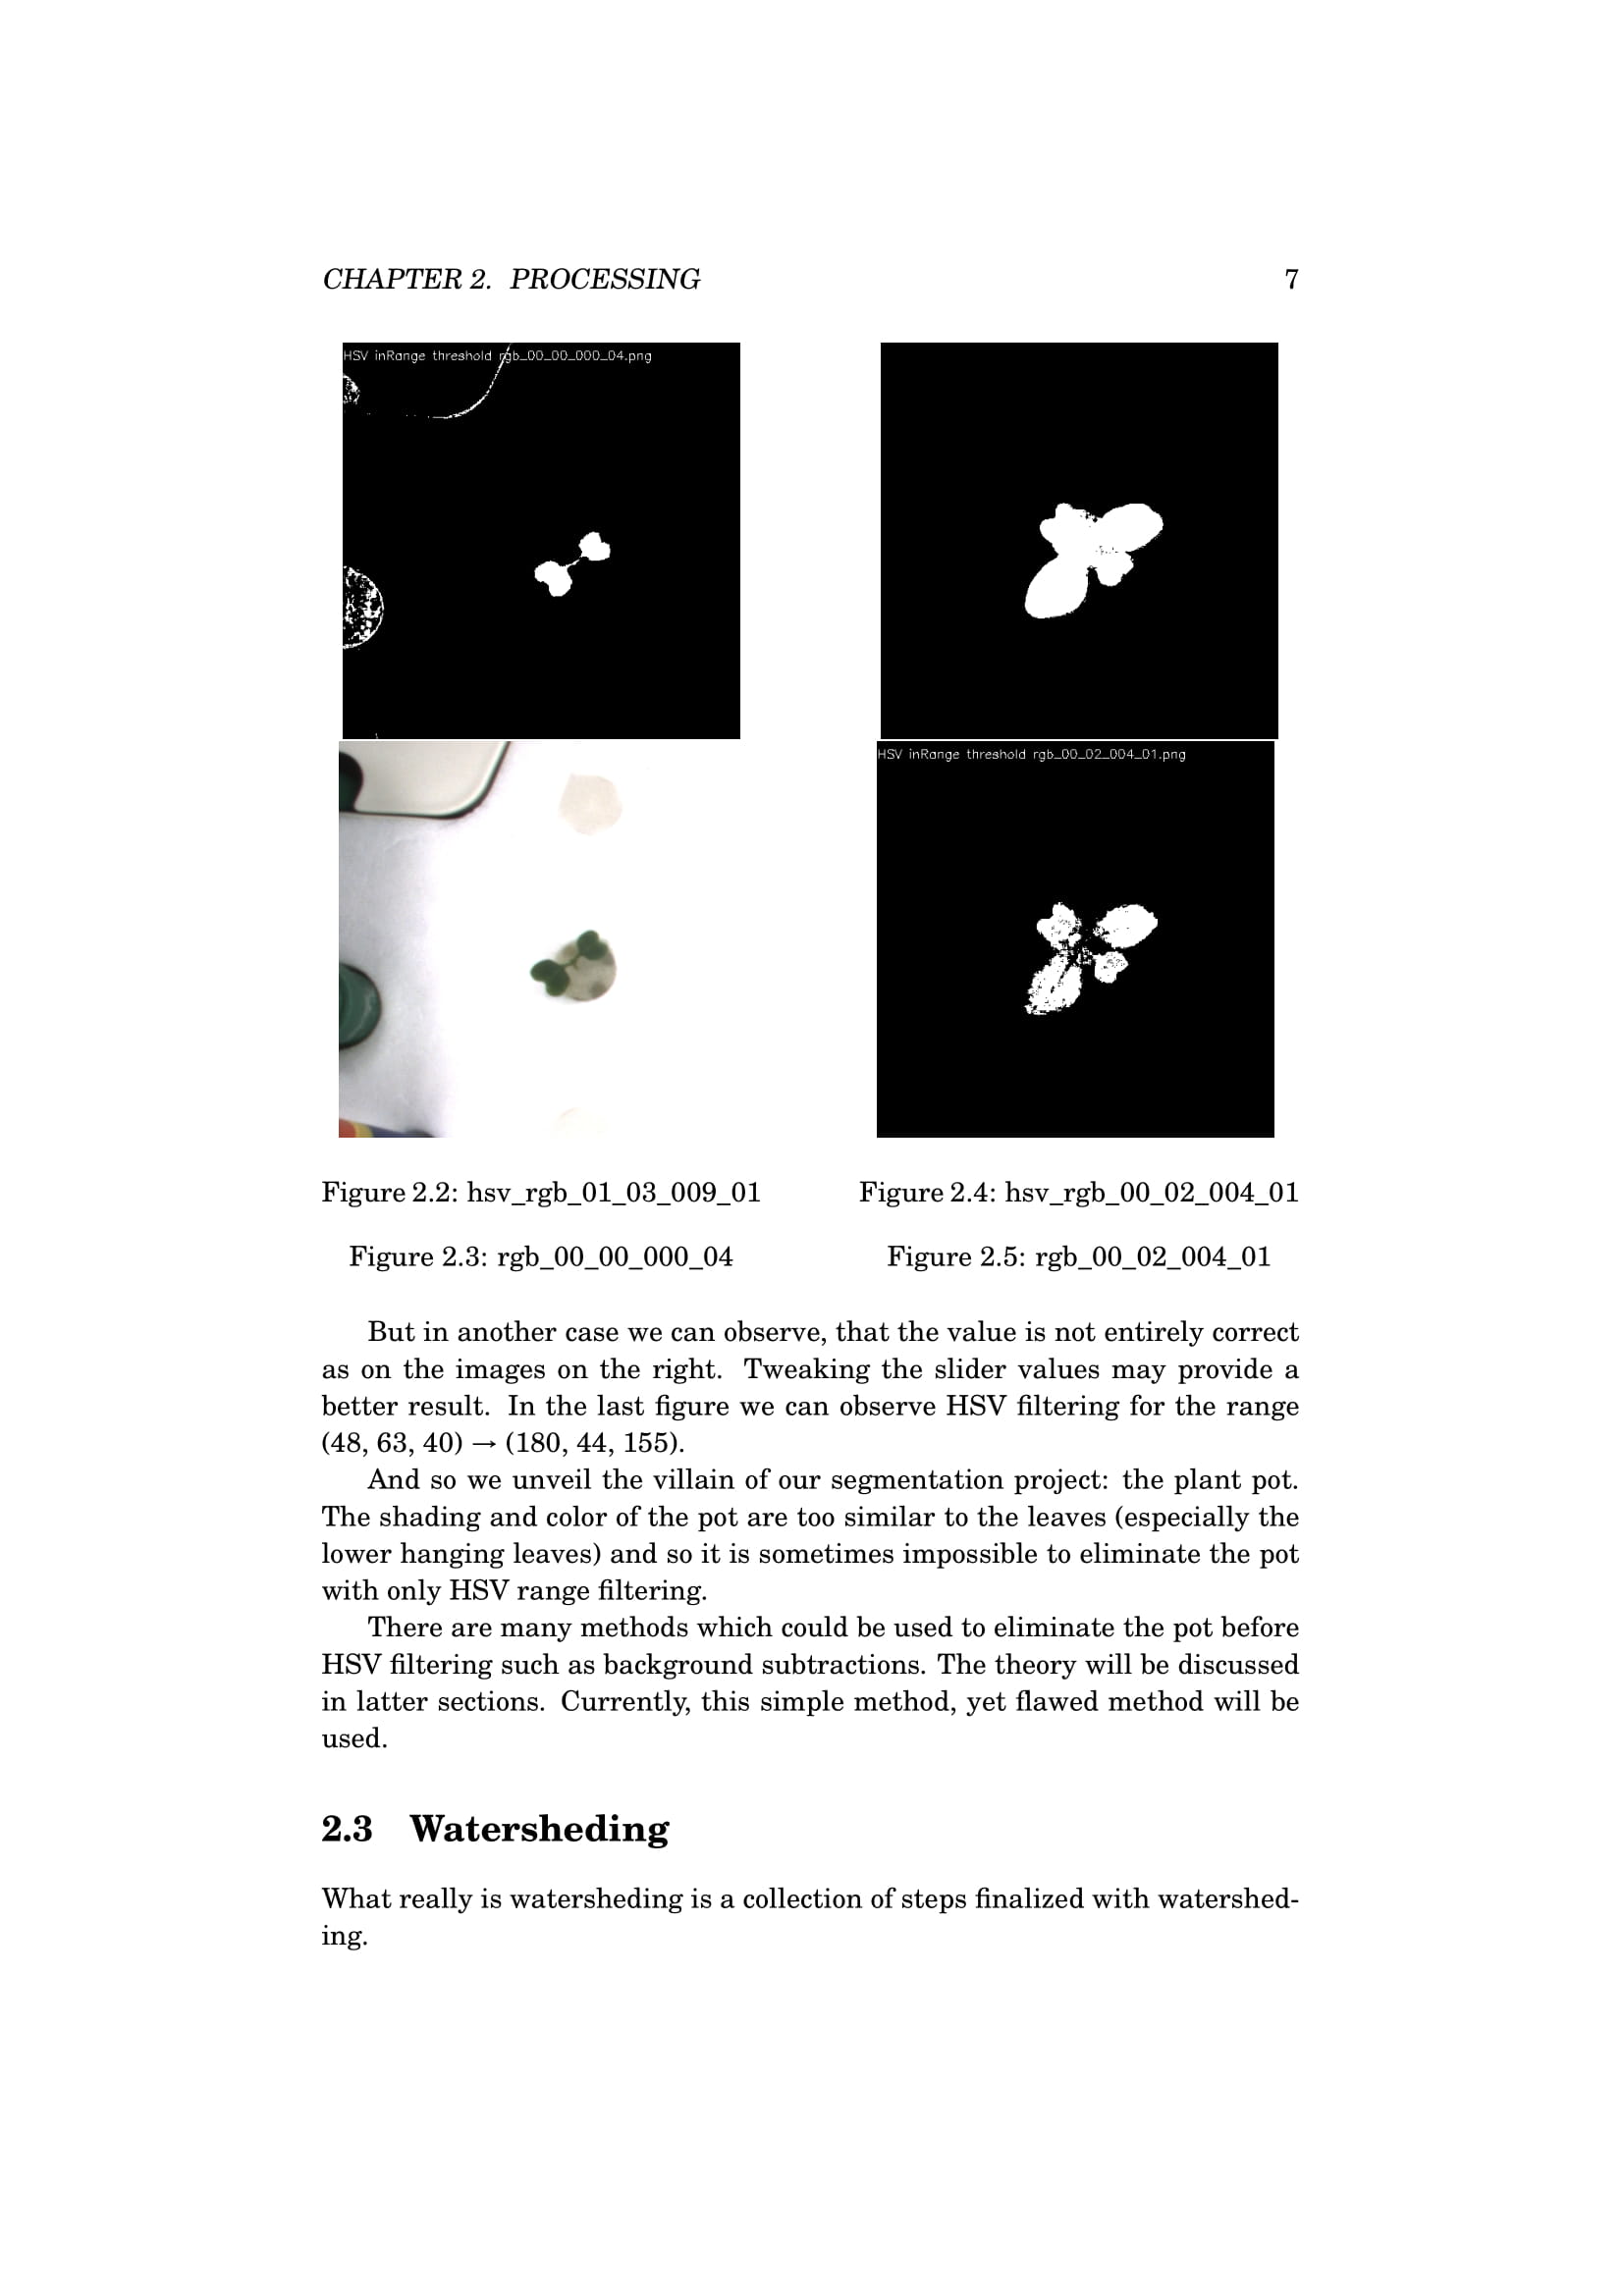 CHAPTER 2. PROCESSING 7
HSV inRange threshold rgb_00_00_000_04.png
HSV inRange threshold rgb_00_02_004_01.png
Figure 2.2: hsv_rgb_01_03_009_01
Figure 2.3: rgb_00_00_000_04
Figure 2.4: hsv_rgb_00_02_004_01
Figure 2.5: rgb_00_02_004_01
But in another case we can observe, that the value is not entirely correct
as on the images on the right. Tweaking the slider values may provide a
better result. In the last figure we can observe HSV filtering for the range
(48, 63, 40) → (180, 44, 155).
And so we unveil the villain of our segmentation project: the plant pot.
The shading and color of the pot are too similar to the leaves (especially the
lower hanging leaves) and so it is sometimes impossible to eliminate the pot
with only HSV range filtering.
There are many methods which could be used to eliminate the pot before
HSV filtering such as background subtractions. The theory will be discussed
in latter sections. Currently, this simple method, yet flawed method will be
used.
2.3 Watersheding
What really is watersheding is a collection of steps finalized with watershed-
ing.